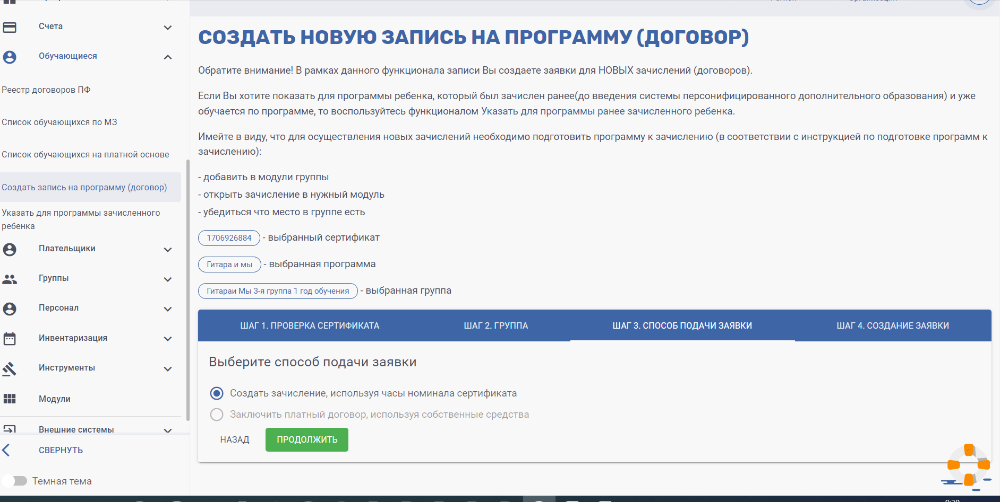 Счета
Обучающиеся
Реестр договоров ПФ
Список обучающихся по МЗ
Список обучающихся на платной основе
Создать запись на программу (договор)
Указать для программы зачисленного
ребенка
Плательщики
Группы
Персонал
Инвентаризация
Инструменты
Модули
Внешние системы
СВЕРНУТЬ
Темная тема
СОЗДАТЬ НОВУЮ ЗАПИСЬ НА ПРОГРАММУ (ДОГОВОР)
Обратите внимание! В рамках данного функционала записи Вы создаете заявки для НОВЫХ зачислений (договоров).
Если Вы хотите показать для программы ребенка, который был зачислен ранее(до введения системы персонифицированного дополнительного образования) и уже
обучается по программе, то воспользуйтесь функционалом Указать для программы ранее зачисленного ребенка.
Имейте в виду, что для осуществления новых зачислений необходимо подготовить программу к зачислению (в соответствии с инструкцией по подготовке программ к
зачислению):
- добавить в модули группы
- открыть зачисление в нужный модуль
- убедиться что место в группе есть
1706926884 - выбранный сертификат
Гитара и мы - выбранная программа
Гитараи Мы 3-я группа 1 год обучения - выбранная группа
ШАГ 1. ПРОВЕРКА СЕРТИФИКАТА ШАГ 2. ГРУППА ШАГ 3. СПОСОБ ПОДАЧИ ЗАЯВКИ ШАГ 4. СОЗДАНИЕ ЗАЯВКИ
Выберите способ подачи заявки
Создать зачисление, используя часы номинала сертификата
Заключить платный договор, используя собственные средства
НАЗАД ПРОДОЛЖИТЬ